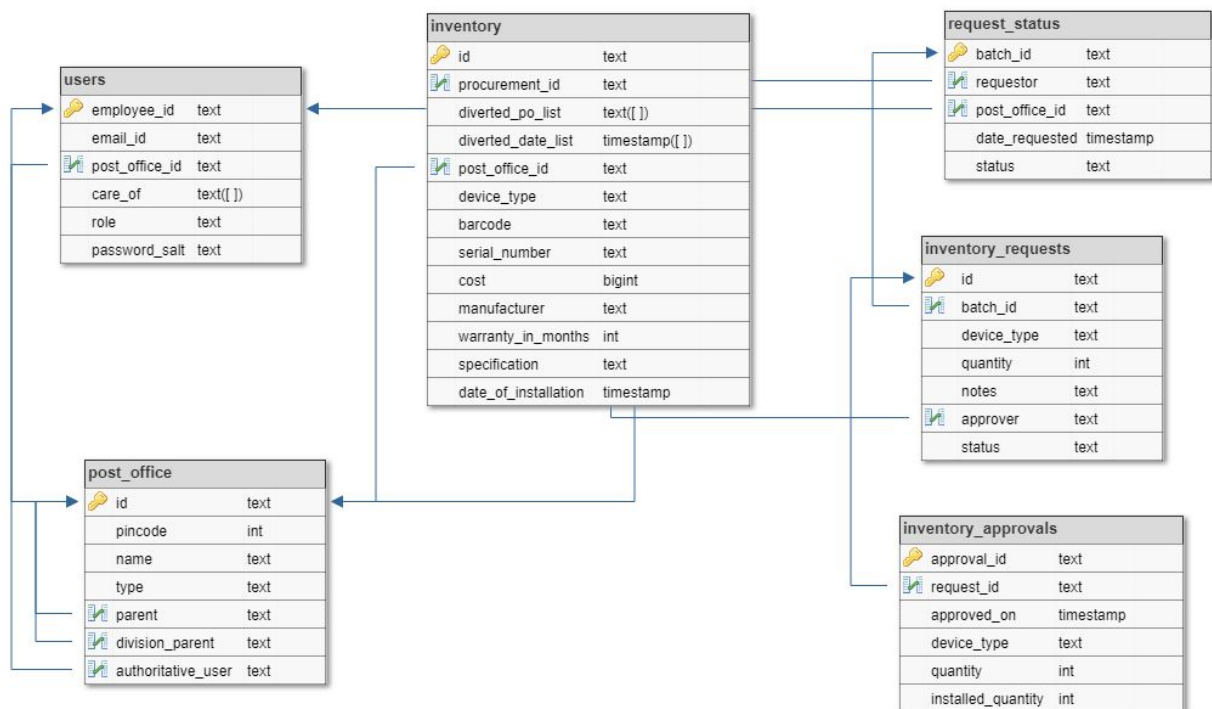 users
employee_id text
email_id text
post_office_id text
care_of text([ ])
role text
password_salt text
inventory
id text
procurement_id text
diverted_po_list text([ ])
diverted_date_list timestamp([ ])
post_office_id text
device_type text
barcode text
serial_number text
cost bigint
manufacturer text
warranty_in_months int
specification text
date_of_installation timestamp
request_status
batch_id text
requestor text
post_office_id text
date_requested timestamp
status text
inventory_requests
id text
batch_id text
device_type text
quantity int
notes text
approver text
status text
post_office
id text
pincode int
name text
type text
parent text
division_parent text
authoritative_user text
inventory_approvals
approval_id text
request_id text
approved_on timestamp
device_type text
quantity int
installed_quantity int